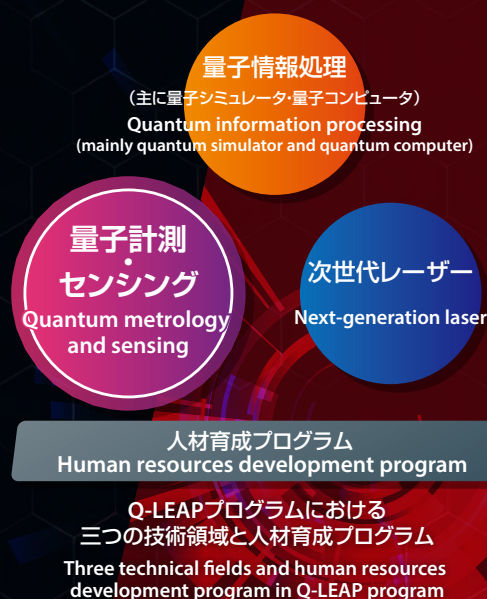 量子情報処理
（主に量子シミュレータ・量子コンピュータ）
Quantum information processing
(mainly quantum simulator and quantum computer)
量子計測
・
センシング
Quantum metrology
and sensing
次世代レーザー
Next-generation laser
人材育成プログラム
Human resources development program
Q-LEAPプログラムにおける
三つの技術領域と人材育成プログラム
Three technical fields and human resources
development program in Q-LEAP program